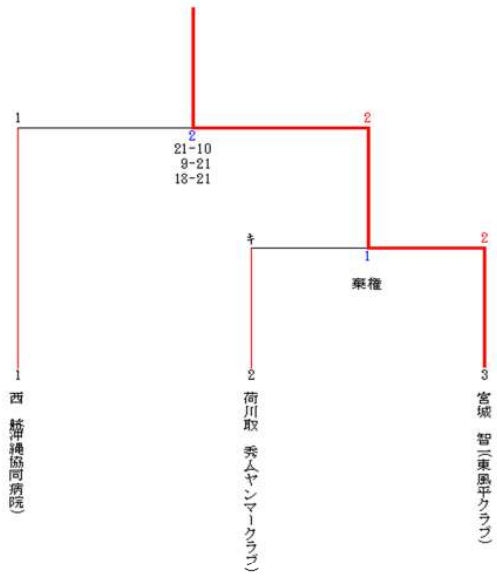 1
2
2
21-10
9-21
18-21
キ
2
1
棄権
1
2
3
西 (沖縄協同病院)
荷川取 秀人(ヤンマークラブ)
宮城 智(東風平クラブ)